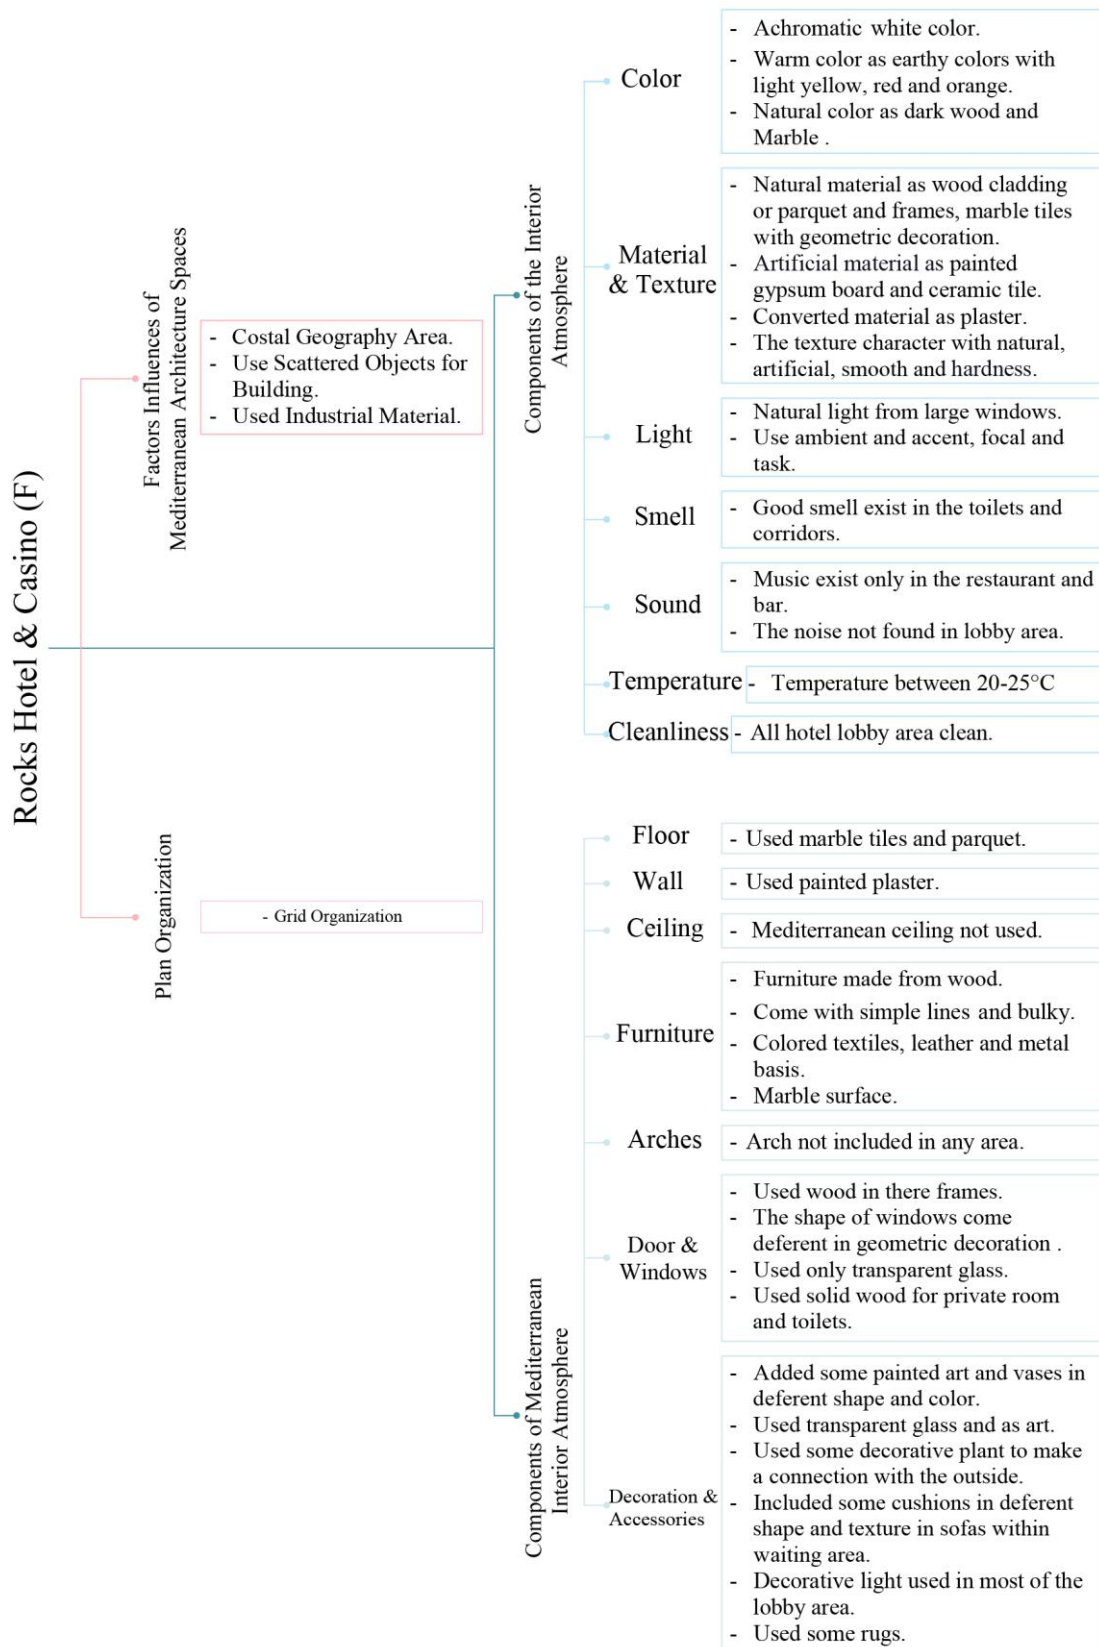 Rocks Hotel & Casino (F)
Factors Influences of
Mediterranean Architecture Spaces
- Costal Geography Area.
- Use Scattered Objects for
Building.
- Used Industrial Material.
Plan Organization
- Grid Organization
Components of the Interior
Atmosphere
Color
- Achromatic white color.
- Warm color as earthy colors with
light yellow, red and orange.
- Natural color as dark wood and
Marble .
Material
& Texture
- Natural material as wood cladding
or parquet and frames, marble tiles
with geometric decoration.
- Artificial material as painted
gypsum board and ceramic tile.
- Converted material as plaster.
- The texture character with natural,
artificial, smooth and hardness.
Light
- Natural light from large windows.
- Use ambient and accent, focal and
task.
Smell
- Good smell exist in the toilets and
corridors.
Sound
- Music exist only in the restaurant and
bar.
- The noise not found in lobby area.
Temperature
- Temperature between 20-25°C
Cleanliness
- All hotel lobby area clean.
Components of Mediterranean
Interior Atmosphere
Floor
- Used marble tiles and parquet.
Wall
- Used painted plaster.
Ceiling
- Mediterranean ceiling not used.
Furniture
- Furniture made from wood.
- Come with simple lines and bulky.
- Colored textiles, leather and metal
basis.
- Marble surface.
Arches
- Arch not included in any area.
Door &
Windows
- Used wood in there frames.
- The shape of windows come
deferent in geometric decoration .
- Used only transparent glass.
- Used solid wood for private room
and toilets.
Decoration &
Accessories
- Added some painted art and vases in
deferent shape and color.
- Used transparent glass and as art.
- Used some decorative plant to make
a connection with the outside.
- Included some cushions in deferent
shape and texture in sofas within
waiting area.
- Decorative light used in most of the
lobby area.
- Used some rugs.